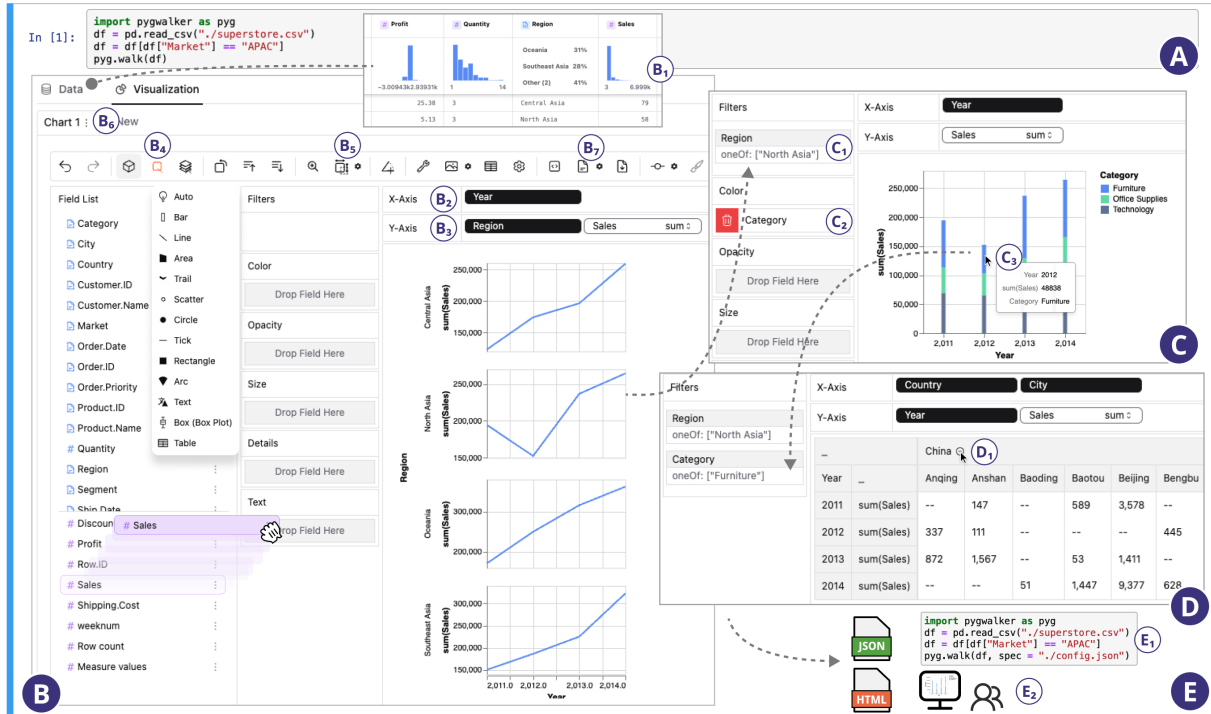 In [1]:
import pygwalker as pyg
df = pd.read_csv("./superstore.csv")
df = df[df["Market"] == "APAC"]
pyg.walk(df)
# Profit
# Quantity
Region
# Sales
Oceania 31%
Southeast Asia 28%
Other (2) 41%
−3.00943k2.93931k
1 14
3 6.999k
25.38 3 Central Asia 79
5.13 3 North Asia 58
B1
A
Data
Visualization
Chart 1
B6
New
B4
B5
B7
Field List
Category
City
Country
Customer.ID
Customer.Name
Market
Order.Date
Order.ID
Order.Priority
Product.ID
Product.Name
# Quantity
Region
Segment
Ship Date
# Discoun
# Sales
# Profit
# Row.ID
# Sales
# Shipping.Cost
# weeknum
# Row count
# Measure values
B
Auto
Bar
Line
Area
Trail
Scatter
Circle
Tick
Rectangle
Arc
Text
Box (Box Plot)
Table
Filters
Color
Drop Field Here
Opacity
Drop Field Here
Size
Drop Field Here
Details
Drop Field Here
Text
Drop Field Here
X-Axis
B2
Year
Y-Axis
B3
Region
Sales sum
Region
Central Asia
sum(Sales)
250,000
200,000
150,000
North Asia
sum(Sales)
250,000
200,000
150,000
Oceania
sum(Sales)
300,000
200,000
Southeast Asia
sum(Sales)
300,000
250,000
200,000
150,000
2,011.0 2,012.0 2,013.0 2,014.0
Year
Filters
Region
oneOf: ["North Asia"]
C1
Color
Category
C2
Opacity
Drop Field Here
Size
Drop Field Here
X-Axis
Year
Y-Axis
Sales sum
sum(Sales)
250,000
200,000
150,000
100,000
50,000
0
2,011 2,012 2,013 2,014
Year
Category
Furniture
Office Supplies
Technology
C3
Year 2012
sum(Sales) 48838
Category Furniture
C
Filters
Region
oneOf: ["North Asia"]
Category
oneOf: ["Furniture"]
X-Axis
Country
City
Y-Axis
Year
Sales sum
_ China
D1
Year _ Anqing Anshan Baoding Baotou Beijing Bengbu
2011 sum(Sales) -- 147 -- 589 3,578 --
2012 sum(Sales) 337 111 -- -- -- 445
2013 sum(Sales) 872 1,567 -- 53 1,411 --
2014 sum(Sales) -- -- 51 1,447 9,377 628
D
JSON
HTML
import pygwalker as pyg
df = pd.read_csv("./superstore.csv")
df = df[df["Market"] == "APAC"]
pyg.walk(df, spec = "./config.json")
E1
E2
E